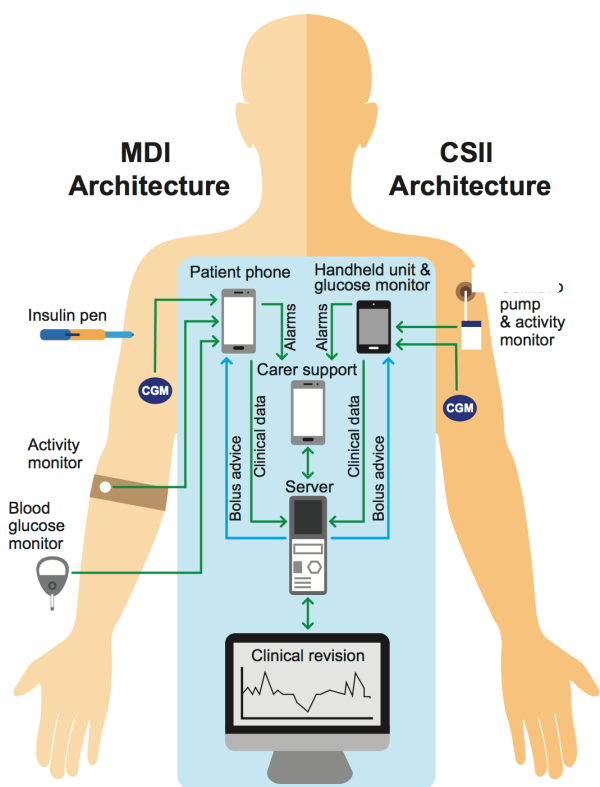 MDI
Architecture
CSII
Architecture
Patient phone
Handheld unit &
glucose monitor
Insulin pen
Alarms
Alarms
pump
& activity
monitor
CGM
Carer support
CGM
Bolus advice
Clinical data
Clinical data
Bolus advice
Activity
monitor
Server
Blood
glucose
monitor
Clinical revision